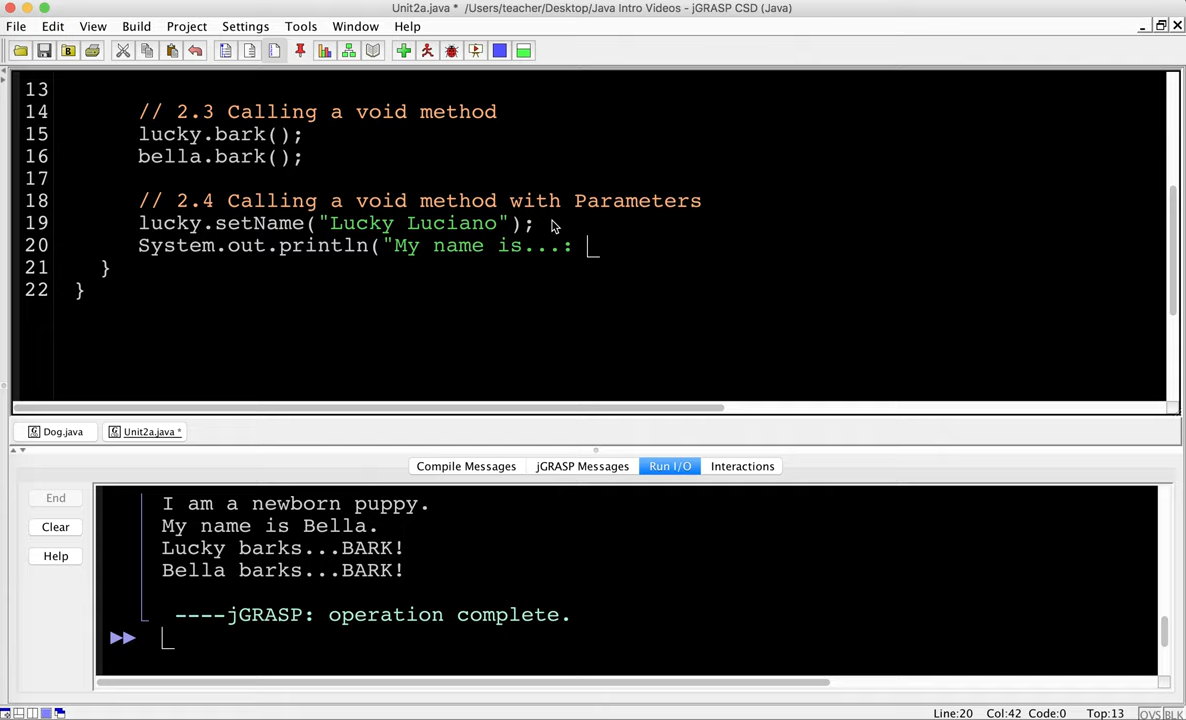 Unit2a.java * /Users/teacher/Desktop/Java Intro Videos - jGRASP CSD (Java)
File Edit View Build Project Settings Tools Window Help
13
14 // 2.3 Calling a void method
15 lucky.bark();
16 bella.bark();
17
18 // 2.4 Calling a void method with Parameters
19 lucky.setName("Lucky Luciano");
20 System.out.println("My name is...:
21 }
22 }
Dog.java Unit2a.java *
Compile Messages jGRASP Messages Run I/O Interactions
End
Clear
Help
I am a newborn puppy.
My name is Bella.
Lucky barks...BARK!
Bella barks...BARK!
----jGRASP: operation complete.
Line:20 Col:42 Code:0 Top:13 OVS BLK